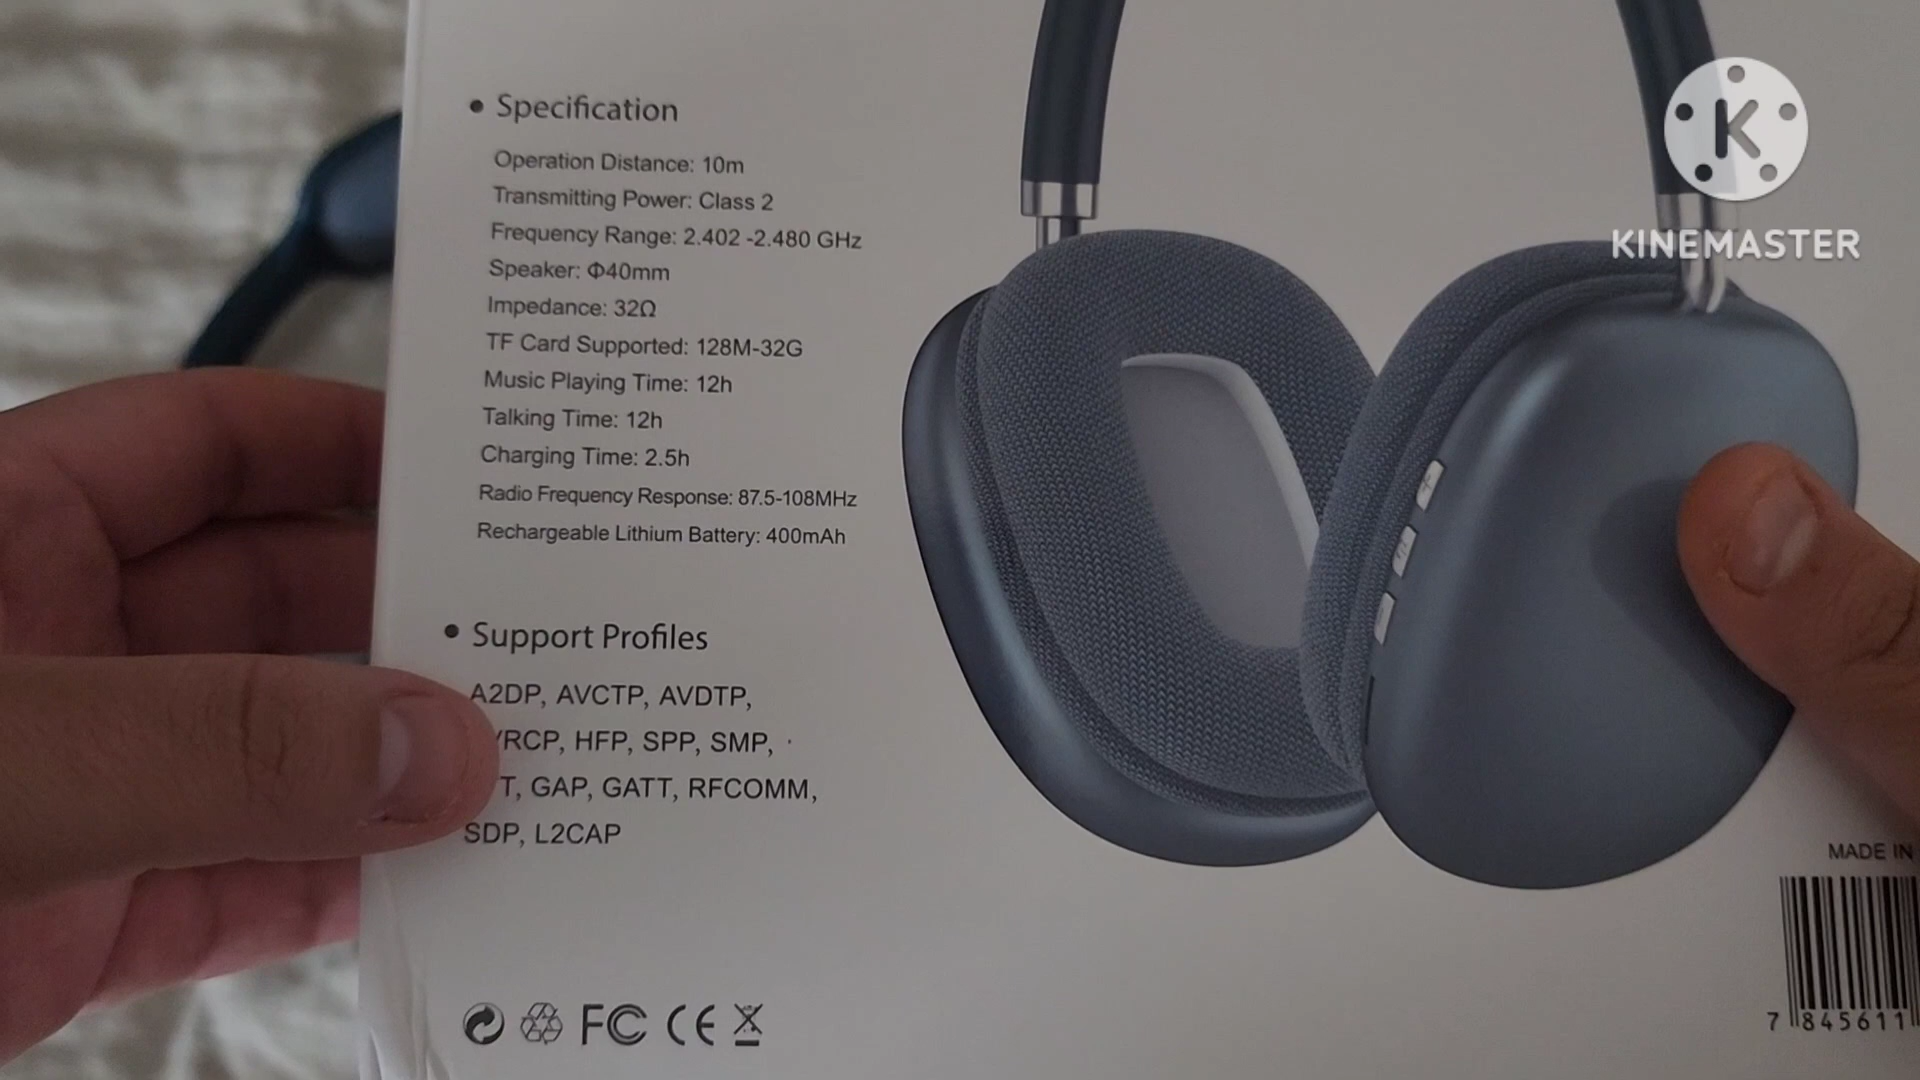 Specification
Operation Distance: 10m
Transmitting Power: Class 2
Frequency Range: 2.402 -2.480 GHz
Speaker: Φ40mm
Impedance: 32Ω
TF Card Supported: 128M-32G
Music Playing Time: 12h
Talking Time: 12h
Charging Time: 2.5h
Radio Frequency Response: 87.5-108MHz
Rechargeable Lithium Battery: 400mAh
Support Profiles
A2DP, AVCTP, AVDTP,
HFP, SPP, SMP,
GAP, GATT, RFCOMM,
SDP, L2CAP
FC CE
K
KINEMASTER
MADE IN
7 845611